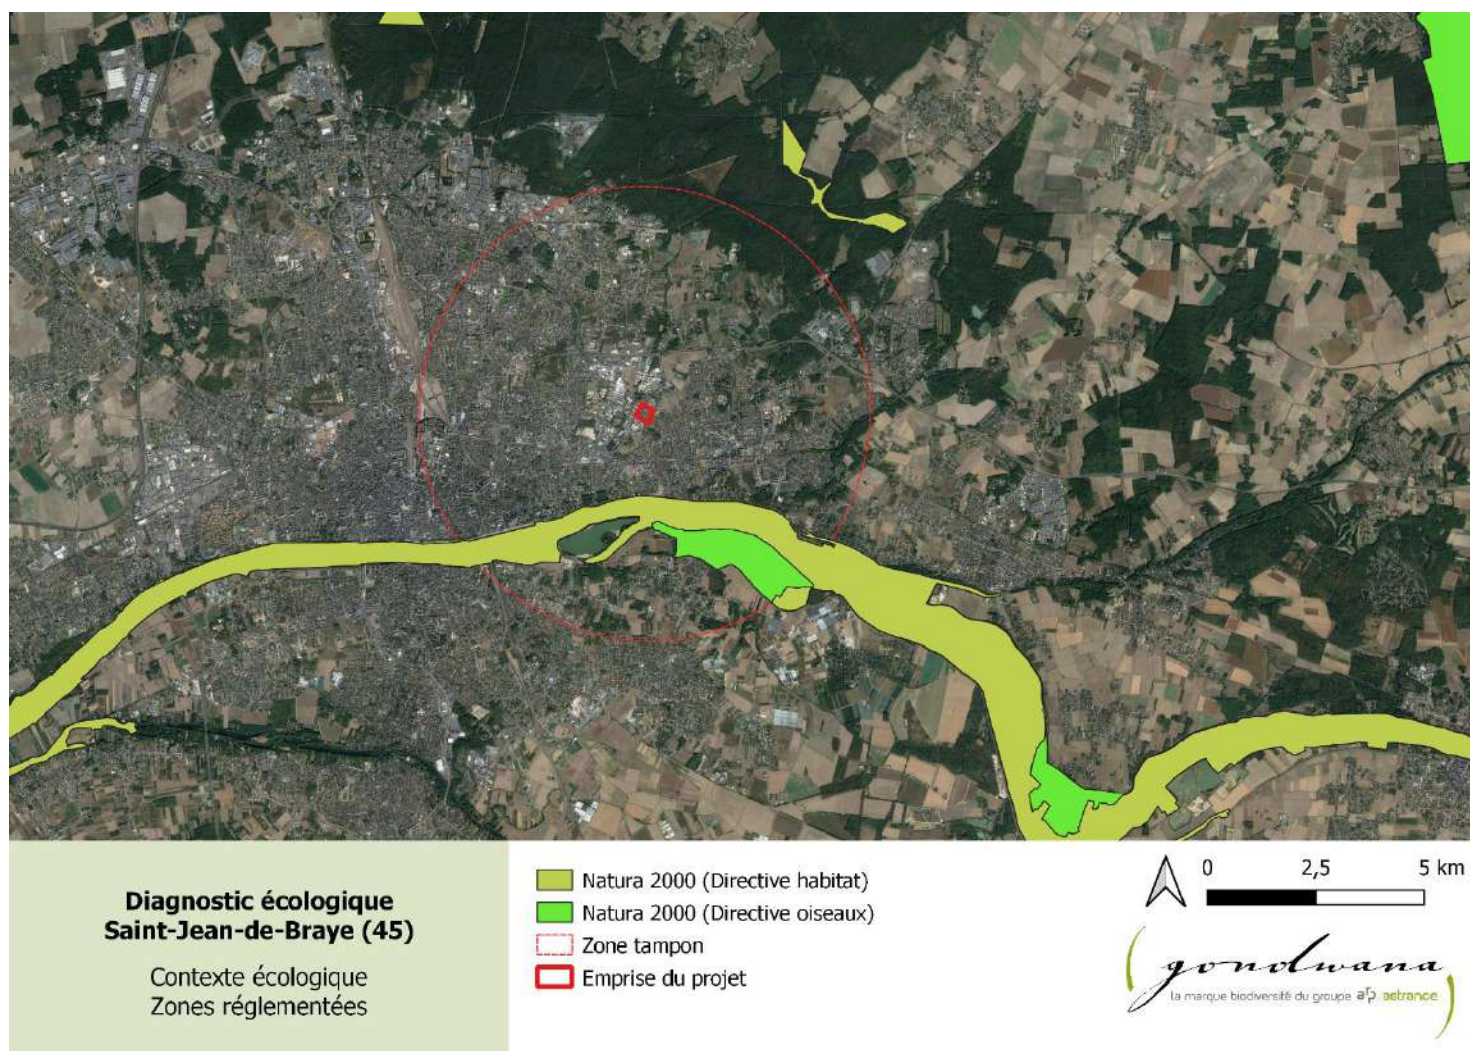 Diagnostic écologique
Saint-Jean-de-Braye (45)
Contexte écologique
Zones réglementées
Natura 2000 (Directive habitat)
Natura 2000 (Directive oiseaux)
Zone tampon
Emprise du projet
0 2,5 5 km
gondwana
la marque biodiversité du groupe arp. astrance